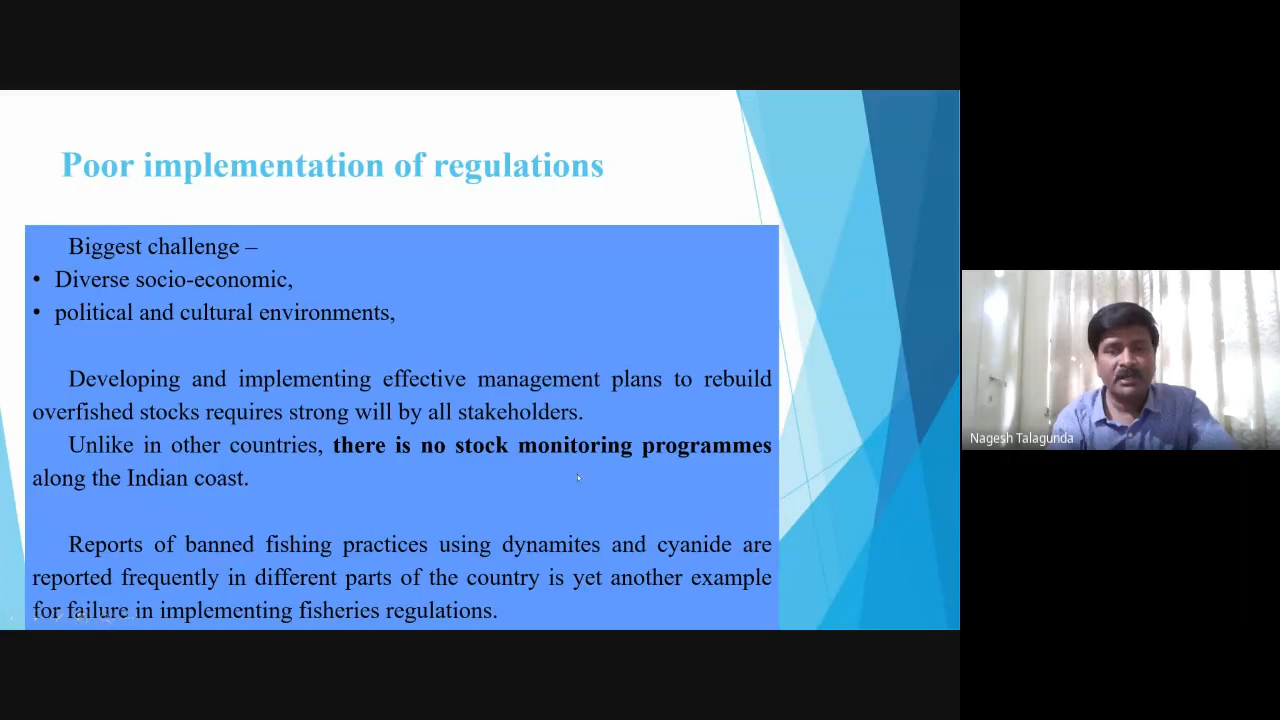 Poor implementation of regulations
Biggest challenge –
• Diverse socio-economic,
• political and cultural environments,
Developing and implementing effective management plans to rebuild
overfished stocks requires strong will by all stakeholders.
Unlike in other countries, there is no stock monitoring programmes
along the Indian coast.
Reports of banned fishing practices using dynamites and cyanide are
reported frequently in different parts of the country is yet another example
for failure in implementing fisheries regulations.
Nagesh Talagunda